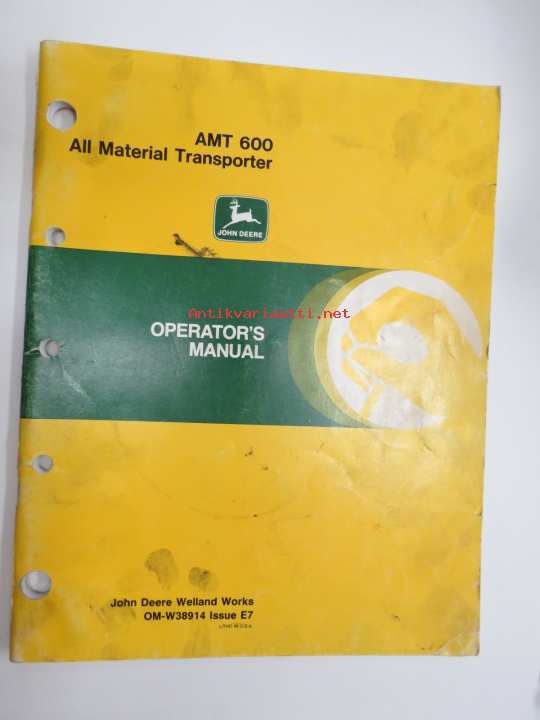 AMT 600
All Material Transporter
JOHN DEERE
Antikvariaatti.net
OPERATOR'S
MANUAL
John Deere Welland Works
OM-W38914 Issue E7